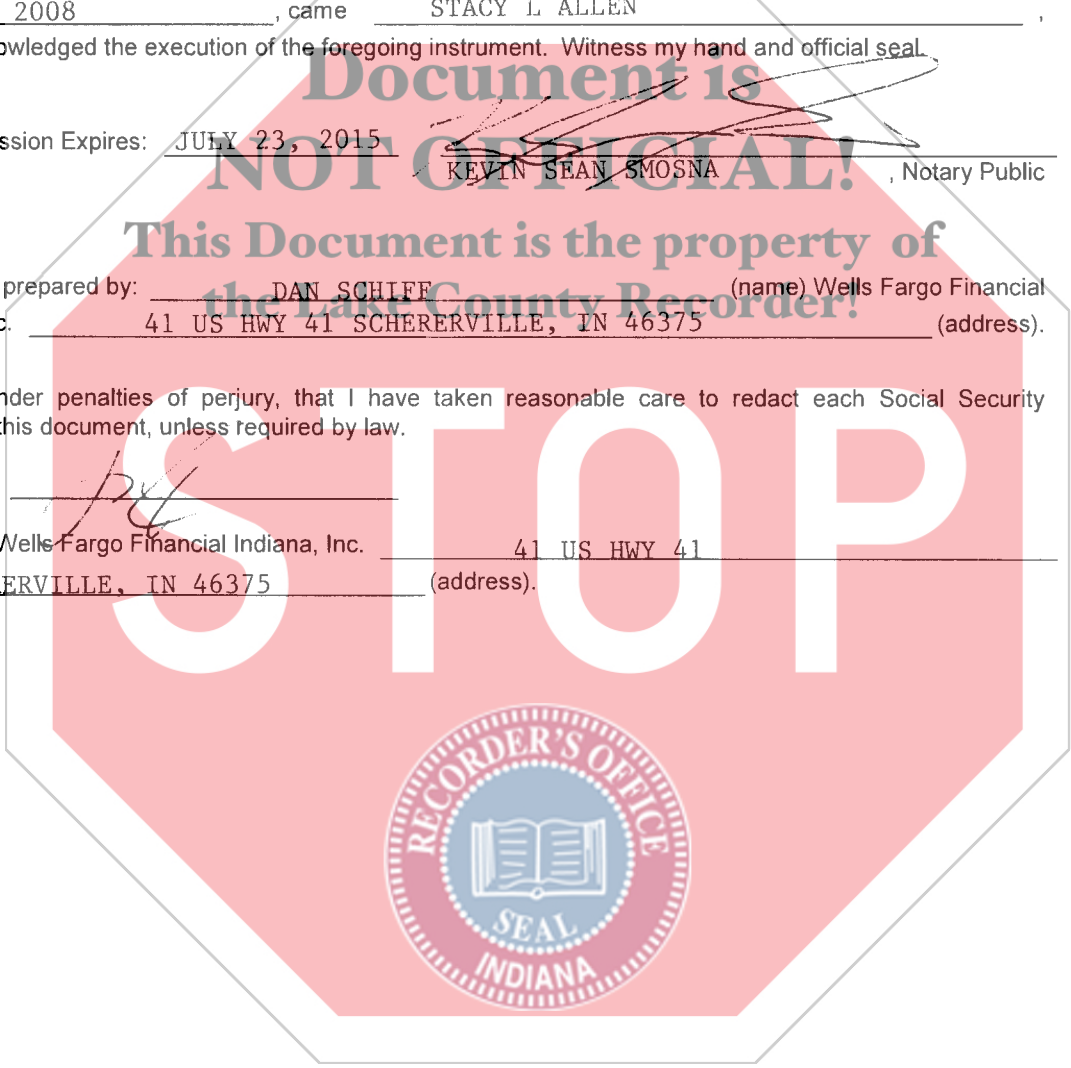 2008 , came STACY L ALLEN ,
owledged the execution of the foregoing instrument. Witness my hand and official seal.
Document is
ssion Expires: JULY 23, 2015
NOT OFFICIAL!
KEVIN SEAN SMOSNA , Notary Public
This Document is the property of
prepared by: DAN SCHIFF (name) Wells Fargo Financial
the Lake County Recorder!
c. 41 US HWY 41 SCHERERVILLE, IN 46375 (address).
nder penalties of perjury, that I have taken reasonable care to redact each Social Security
this document, unless required by law.
STOP
Wells Fargo Financial Indiana, Inc. 41 US HWY 41
ERVILLE, IN 46375 (address).
RECORDER'S OFFICE
SEAL
INDIANA